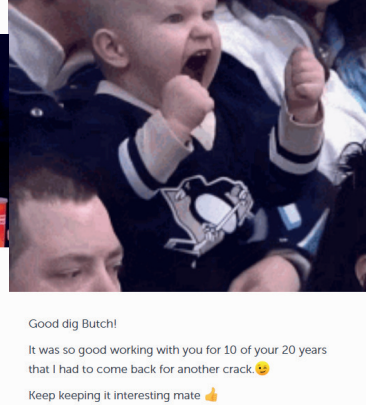 Good dig Butch!
It was so good working with you for 10 of your 20 years
that I had to come back for another crack.😉
Keep keeping it interesting mate 👍